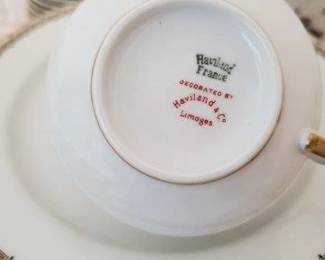 Haviland
France
DECORATED BY
Haviland & Co
Limoges